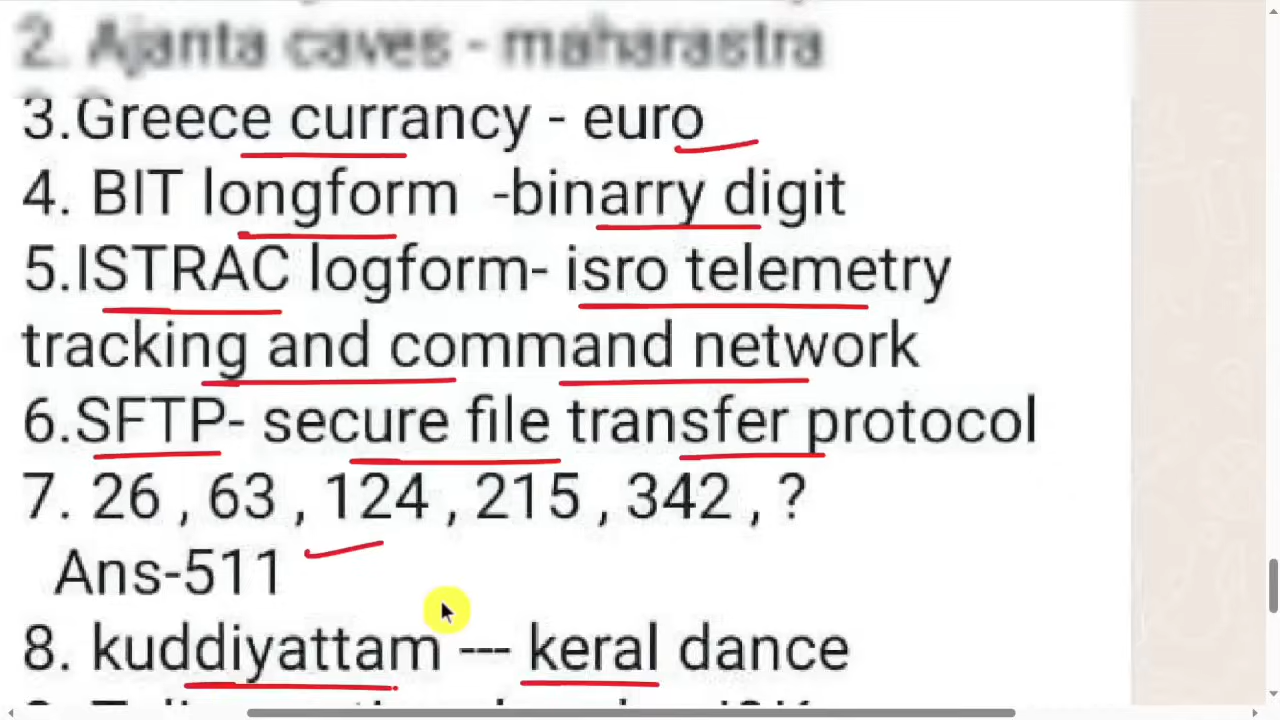 2. Ajanta caves - maharastra
3.Greece currancy - euro
4. BIT longform -binarry digit
5.ISTRAC logform- isro telemetry
tracking and command network
6.SFTP- secure file transfer protocol
7. 26 , 63 , 124 , 215 , 342 , ?
Ans-511
8. kuddiyattam --- keral dance